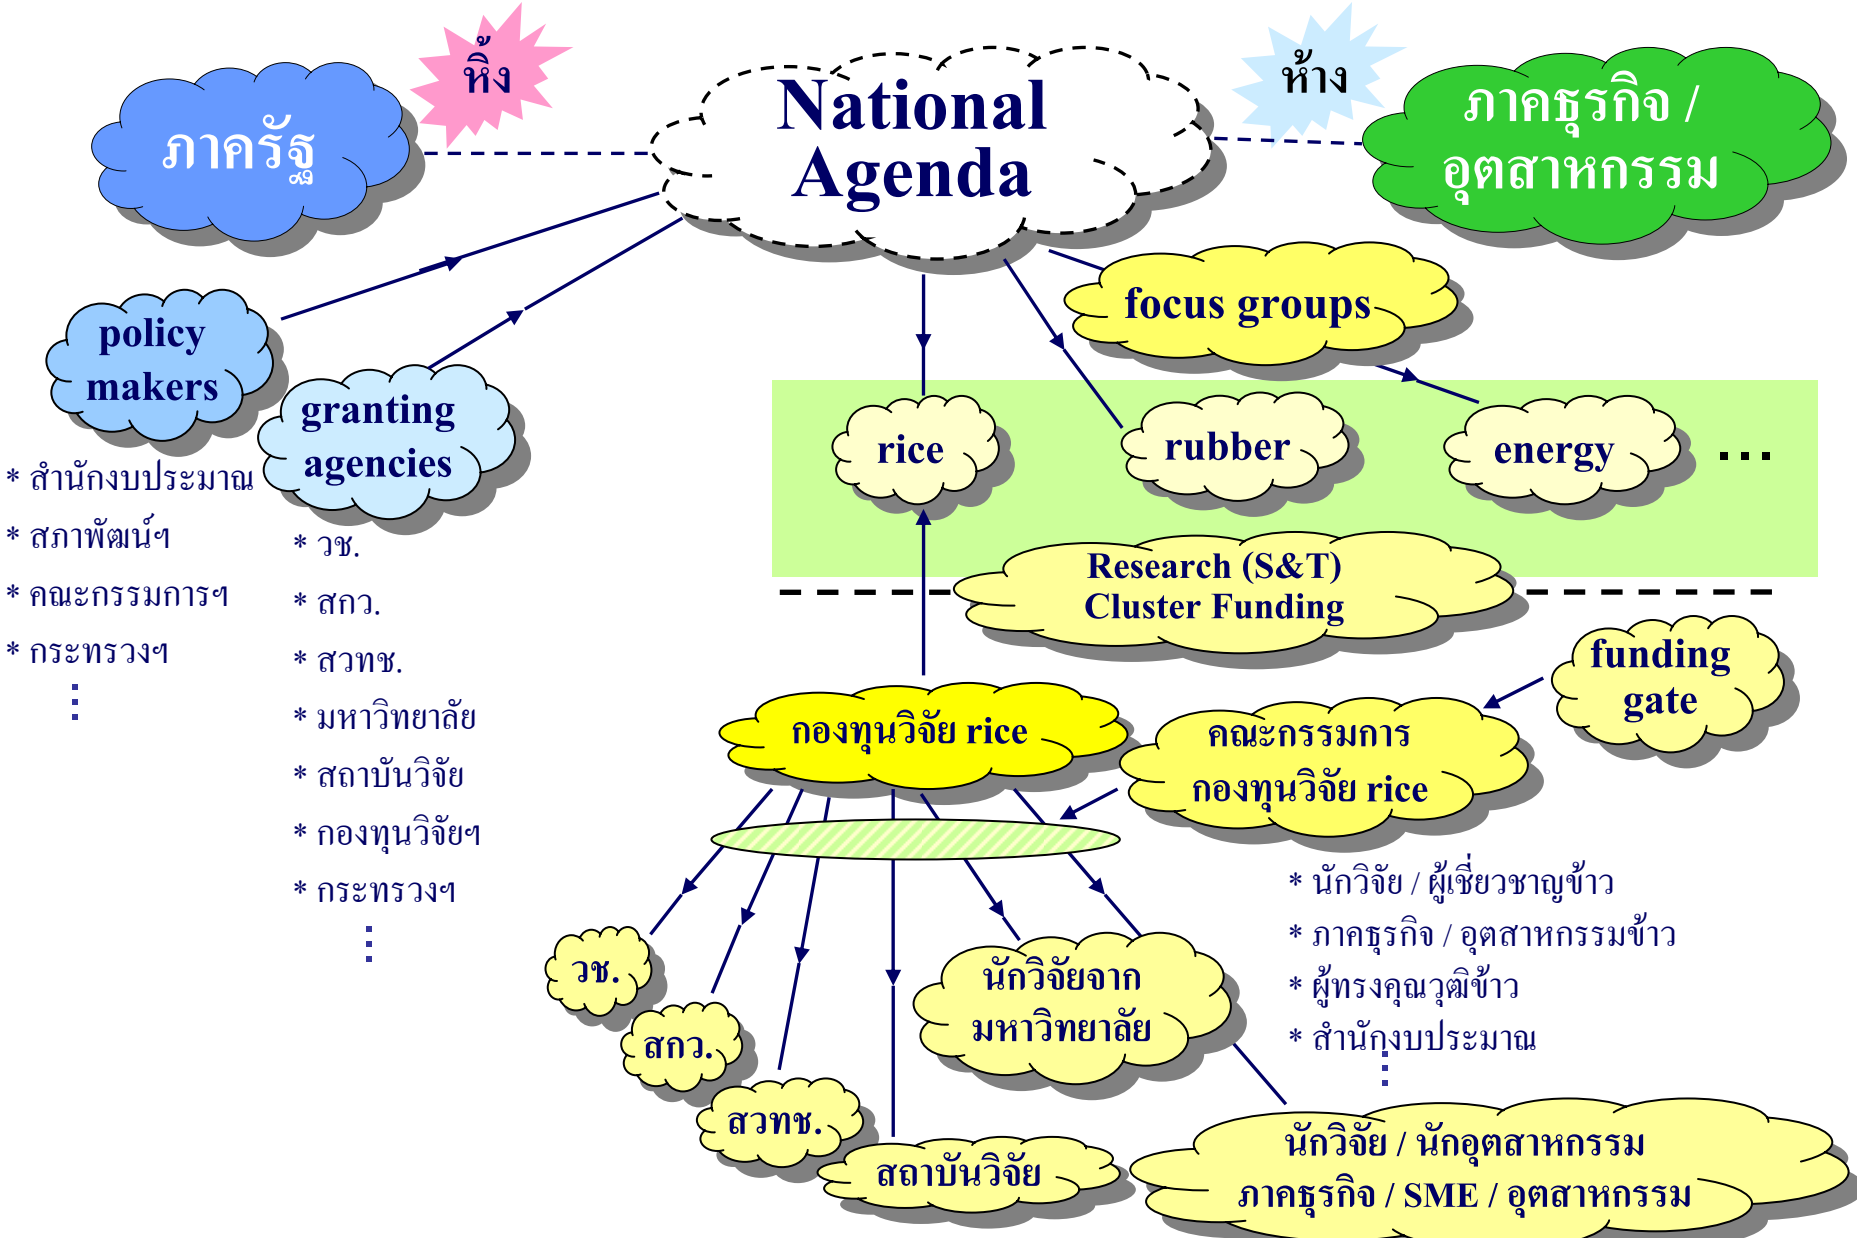 หิ้ง
ห้าง
ภาครัฐ
National
Agenda
ภาคธุรกิจ /
อุตสาหกรรม
policy
makers
granting
agencies
focus groups
rice
rubber
energy
...
* สำนักงบประมาณ
* สภาพัฒน์ฯ
* คณะกรรมการฯ
* กระทรวงฯ
* วช.
* สกว.
* สวทช.
* มหาวิทยาลัย
* สถาบันวิจัย
* กองทุนวิจัยฯ
* กระทรวงฯ
Research (S&T)
Cluster Funding
funding
gate
กองทุนวิจัย rice
คณะกรรมการ
กองทุนวิจัย rice
* นักวิจัย / ผู้เชี่ยวชาญข้าว
* ภาคธุรกิจ / อุตสาหกรรมข้าว
* ผู้ทรงคุณวุฒิข้าว
* สำนักงบประมาณ
วช.
สกว.
สวทช.
สถาบันวิจัย
นักวิจัยจาก
มหาวิทยาลัย
นักวิจัย / นักอุตสาหกรรม
ภาคธุรกิจ / SME / อุตสาหกรรม